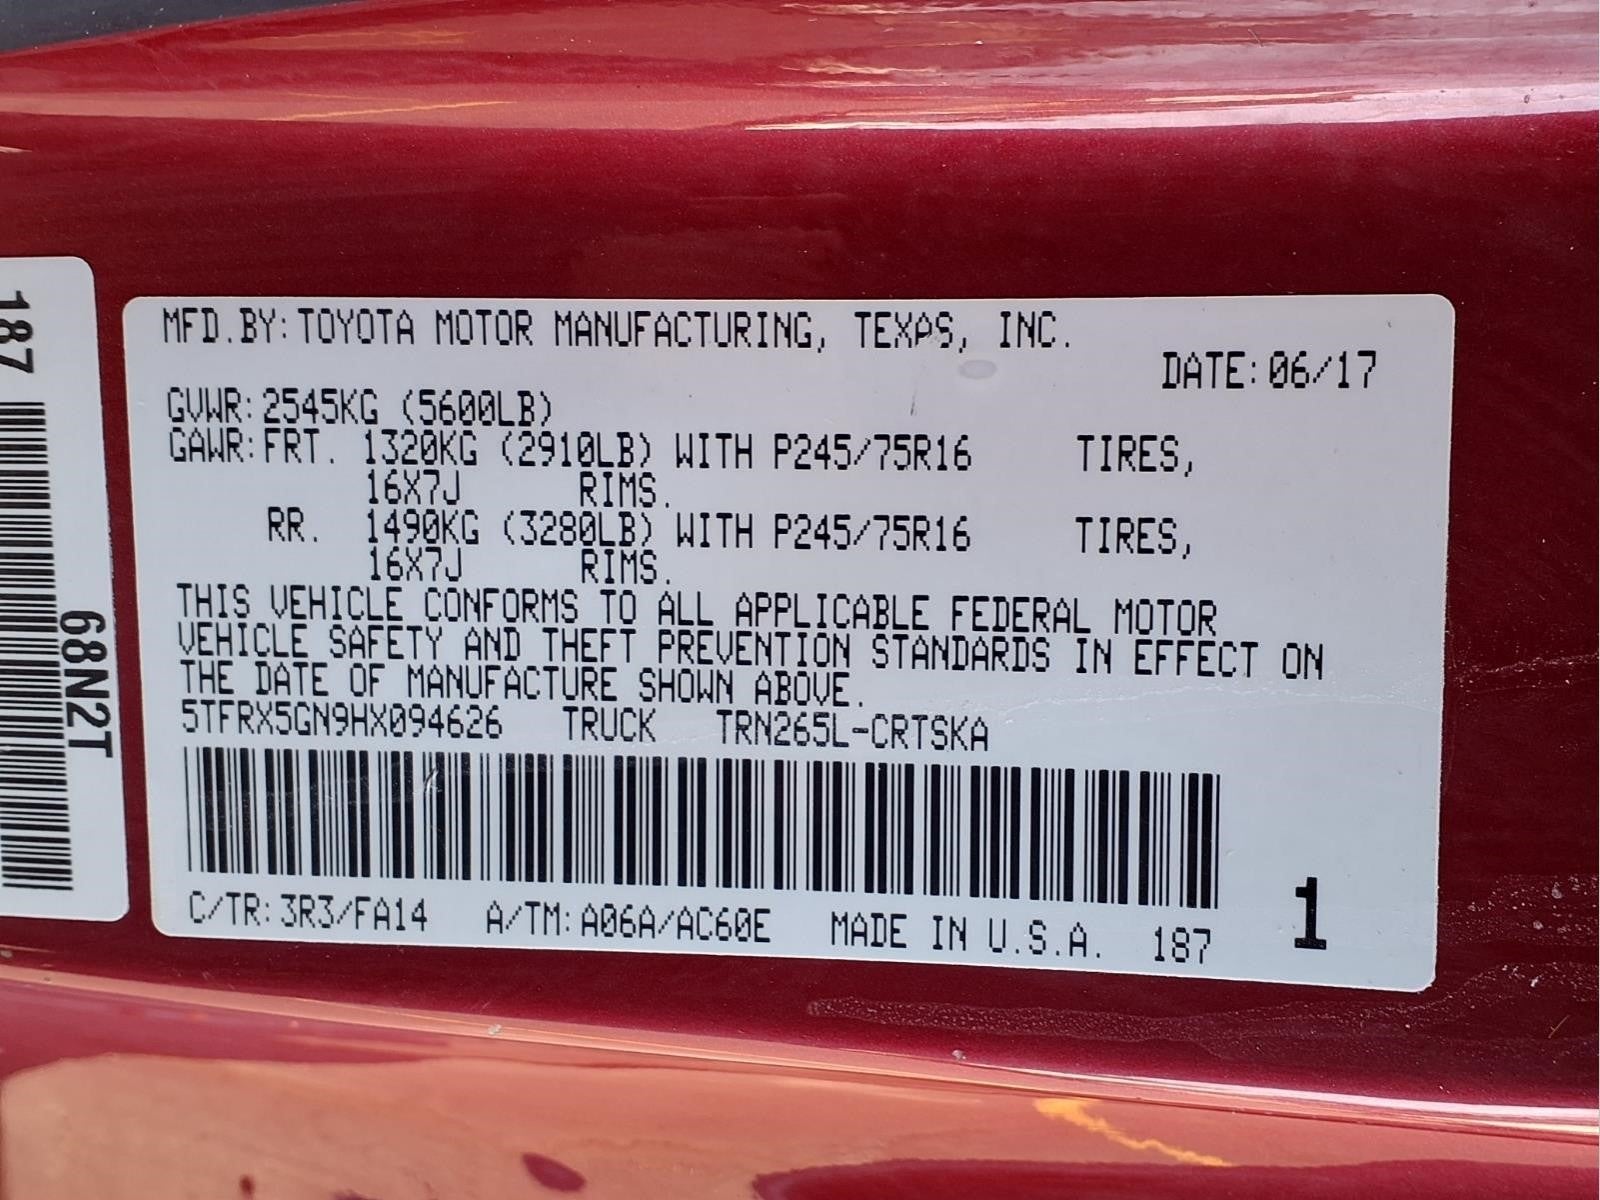 MFD.BY:TOYOTA MOTOR MANUFACTURING, TEXAS, INC.
DATE:06/17
GVWR:2545KG (5600LB)
GAWR:FRT. 1320KG (2910LB) WITH P245/75R16 TIRES,
16X7J RIMS.
RR. 1490KG (3280LB) WITH P245/75R16 TIRES,
16X7J RIMS.
THIS VEHICLE CONFORMS TO ALL APPLICABLE FEDERAL MOTOR
VEHICLE SAFETY AND THEFT PREVENTION STANDARDS IN EFFECT ON
THE DATE OF MANUFACTURE SHOWN ABOVE.
5TFRX5GN9HX094626 TRUCK TRN265L-CRTSKA
C/TR:3R3/FA14 A/TM:A06A/AC60E MADE IN U.S.A. 187
1
187
68N2T